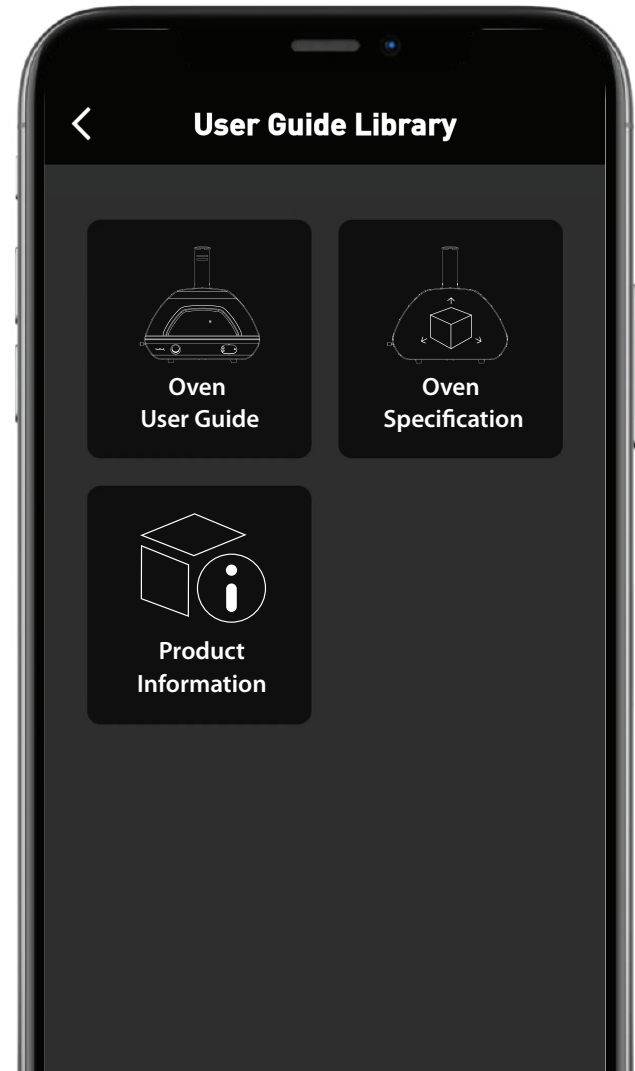 User Guide Library
Oven
User Guide
Oven
Specification
Product
Information